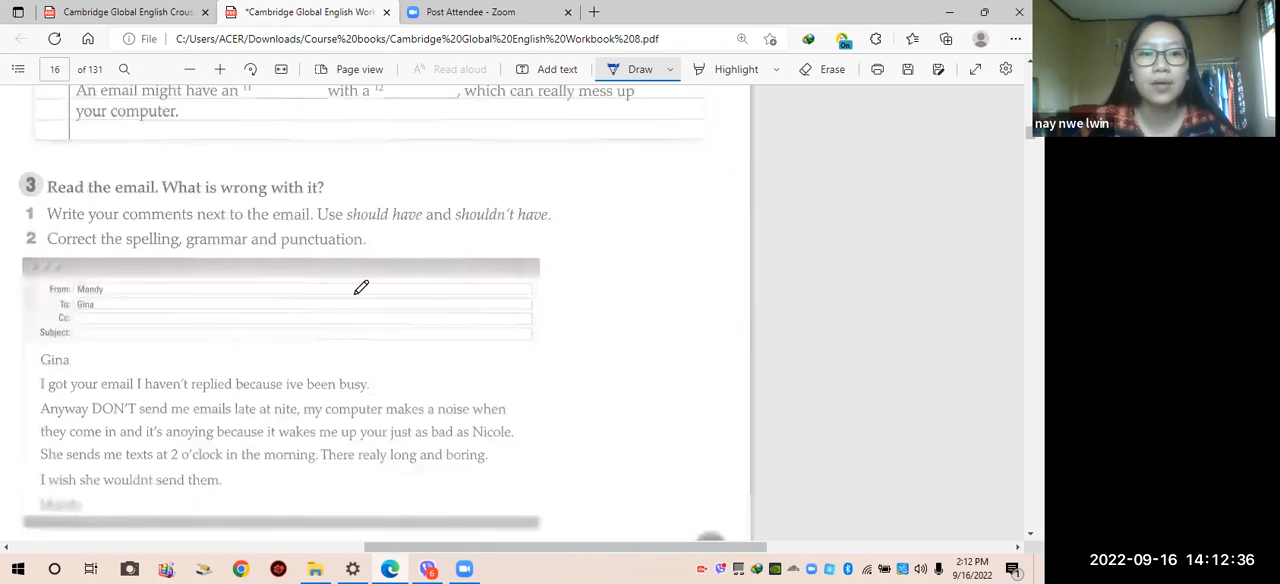 Cambridge Global English Crous
*Cambridge Global English Wor
Post Attendee - Zoom
File
C:/Users/ACER/Downloads/Course%20books/Cambridge%20Global%20English%20Workbook%208.pdf
On
16 of 131
Page view
Read aloud
Add text
Draw
Highlight
Erase
nay nwe lwin
An email might have an 11 with a 12, which can really mess up
your computer.
3 Read the email. What is wrong with it?
1 Write your comments next to the email. Use should have and shouldn't have.
2 Correct the spelling, grammar and punctuation.
From: Mandy
To: Gina
Cc:
Subject:
Gina
I got your email I haven't replied because ive been busy.
Anyway DON'T send me emails late at nite, my computer makes a noise when
they come in and it's anoying because it wakes me up your just as bad as Nicole.
She sends me texts at 2 o'clock in the morning. There realy long and boring.
I wish she wouldnt send them.
Mandy
6
2:12 PM
9/16/2022
1
2022-09-16 14:12:36